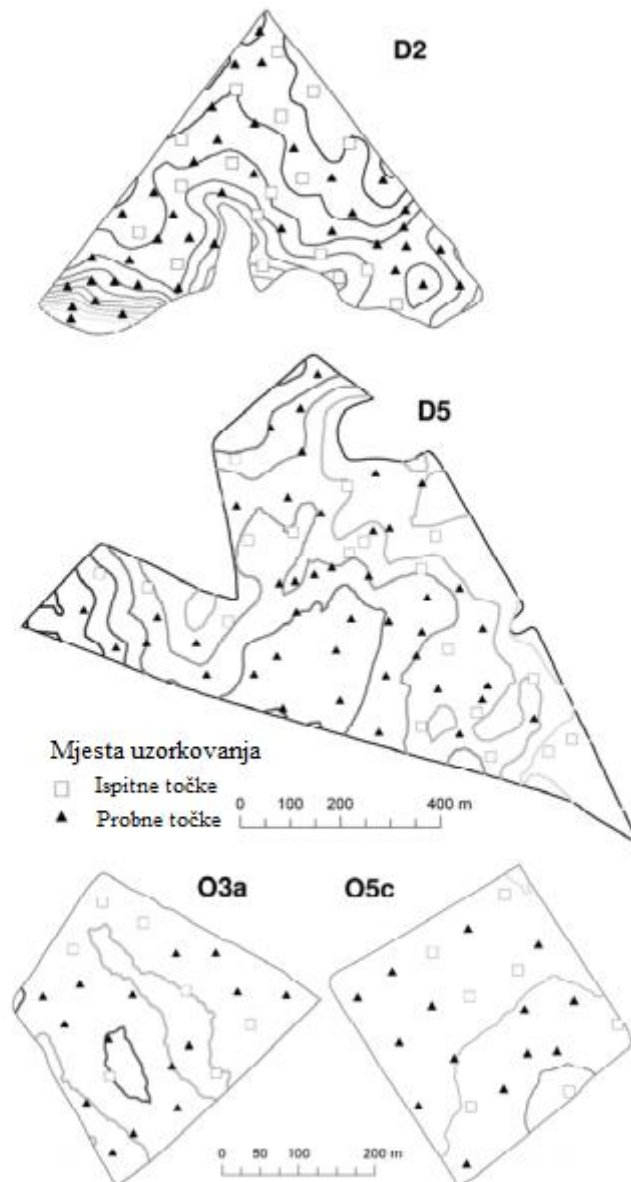 D2
D5
Mjesta uzorkovanja
Ispitne točke
Probne točke
0 100 200 400 m
O3a O5c
0 50 100 200 m